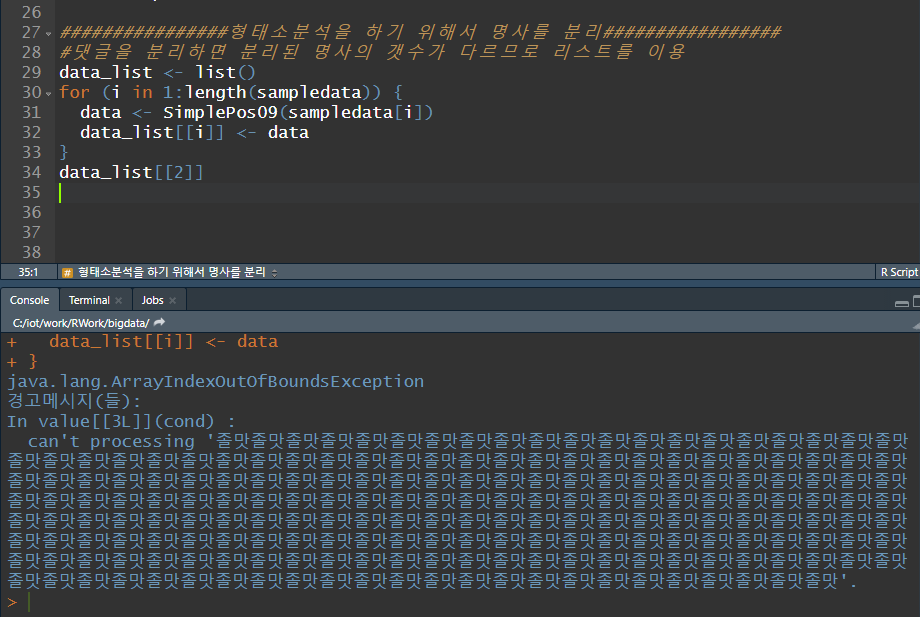 26
27 ################형태소분석을 하기 위해서 명사를 분리#################
28 #댓글을 분리하면 분리된 명사의 갯수가 다르므로 리스트를 이용
29 data_list <- list()
30 for (i in 1:length(sampledata)) {
31 data <- SimplePos09(sampledata[i])
32 data_list[[i]] <- data
33 }
34 data_list[[2]]
35
36
37
38
35:1 # 형태소분석을 하기 위해서 명사를 분리 R Script
Console Terminal × Jobs ×
C:/iot/work/RWork/bigdata/
+ data_list[[i]] <- data
+ }
java.lang.ArrayIndexOutOfBoundsException
경고메시지(들):
In value[[3L]](cond) :
can't processing '졸맛졸맛졸맛졸맛졸맛졸맛졸맛졸맛졸맛졸맛졸맛졸맛졸맛졸맛졸맛졸맛졸맛졸맛졸맛졸맛
졸맛졸맛졸맛졸맛졸맛졸맛졸맛졸맛졸맛졸맛졸맛졸맛졸맛졸맛졸맛졸맛졸맛졸맛졸맛졸맛졸맛졸맛졸맛졸맛졸맛졸맛
졸맛졸맛졸맛졸맛졸맛졸맛졸맛졸맛졸맛졸맛졸맛졸맛졸맛졸맛졸맛졸맛졸맛졸맛졸맛졸맛졸맛졸맛졸맛졸맛졸맛졸맛
졸맛졸맛졸맛졸맛졸맛졸맛졸맛졸맛졸맛졸맛졸맛졸맛졸맛졸맛졸맛졸맛졸맛졸맛졸맛졸맛졸맛졸맛졸맛졸맛졸맛졸맛
졸맛졸맛졸맛졸맛졸맛졸맛졸맛졸맛졸맛졸맛졸맛졸맛졸맛졸맛졸맛졸맛졸맛졸맛졸맛졸맛졸맛졸맛졸맛졸맛졸맛졸맛
졸맛졸맛졸맛졸맛졸맛졸맛졸맛졸맛졸맛졸맛졸맛졸맛졸맛졸맛졸맛졸맛졸맛졸맛졸맛졸맛졸맛졸맛졸맛졸맛졸맛졸맛
졸맛졸맛졸맛졸맛졸맛졸맛졸맛졸맛졸맛졸맛졸맛졸맛졸맛졸맛졸맛졸맛졸맛졸맛졸맛졸맛졸맛졸맛졸맛졸맛졸맛졸맛
졸맛졸맛졸맛졸맛졸맛졸맛졸맛졸맛졸맛졸맛졸맛졸맛졸맛졸맛졸맛졸맛졸맛졸맛졸맛졸맛졸맛졸맛졸맛졸맛'.
>